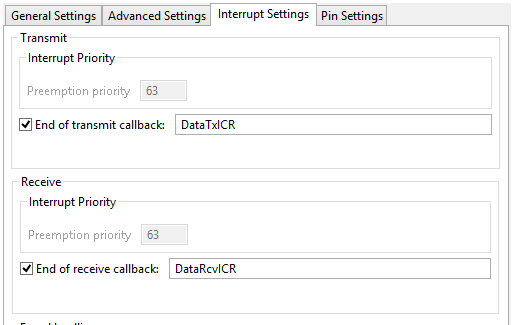 General Settings Advanced Settings Interrupt Settings Pin Settings
Transmit
Interrupt Priority
Preemption priority 63
End of transmit callback: DataTxICR
Receive
Interrupt Priority
Preemption priority 63
End of receive callback: DataRcvICR